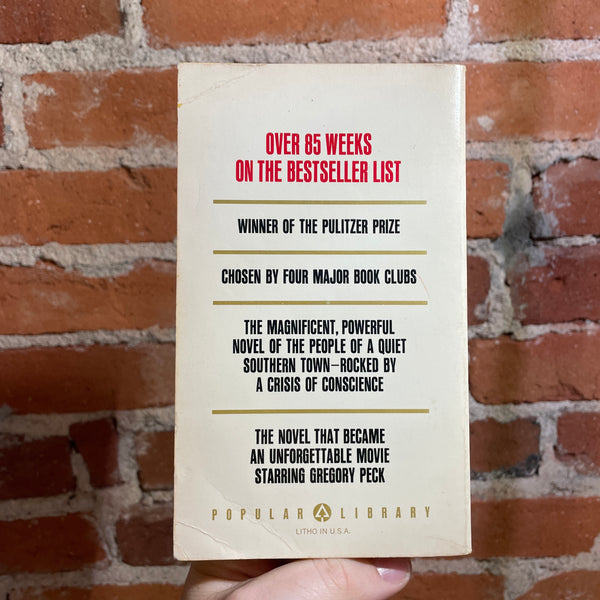 OVER 85 WEEKS
ON THE BESTSELLER LIST
WINNER OF THE PULITZER PRIZE
CHOSEN BY FOUR MAJOR BOOK CLUBS
THE MAGNIFICENT, POWERFUL
NOVEL OF THE PEOPLE OF A QUIET
SOUTHERN TOWN—ROCKED BY
A CRISIS OF CONSCIENCE
THE NOVEL THAT BECAME
AN UNFORGETTABLE MOVIE
STARRING GREGORY PECK
POPULAR LIBRARY
LITHO IN U.S.A.